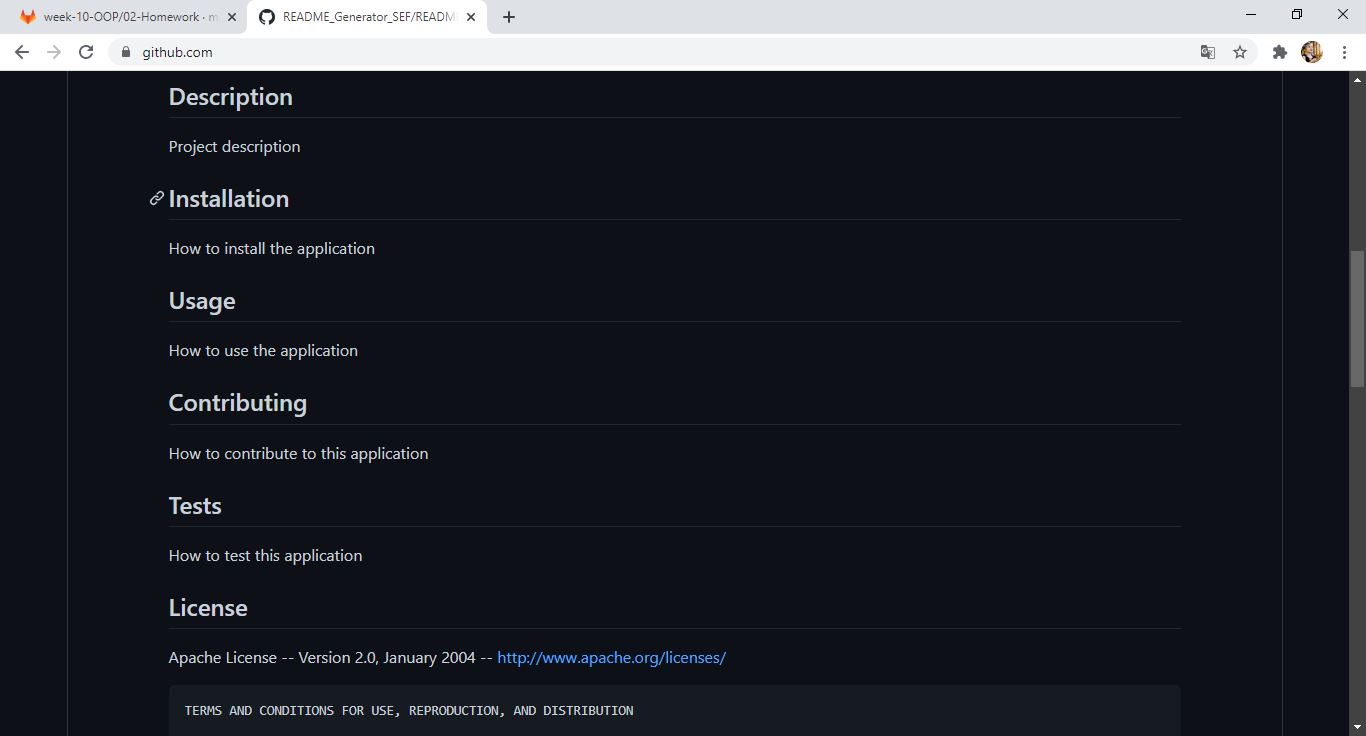 week-10-OOP/02-Homework · m
README_Generator_SEF/README
github.com
Description
Project description
Installation
How to install the application
Usage
How to use the application
Contributing
How to contribute to this application
Tests
How to test this application
License
Apache License -- Version 2.0, January 2004 -- http://www.apache.org/licenses/
TERMS AND CONDITIONS FOR USE, REPRODUCTION, AND DISTRIBUTION